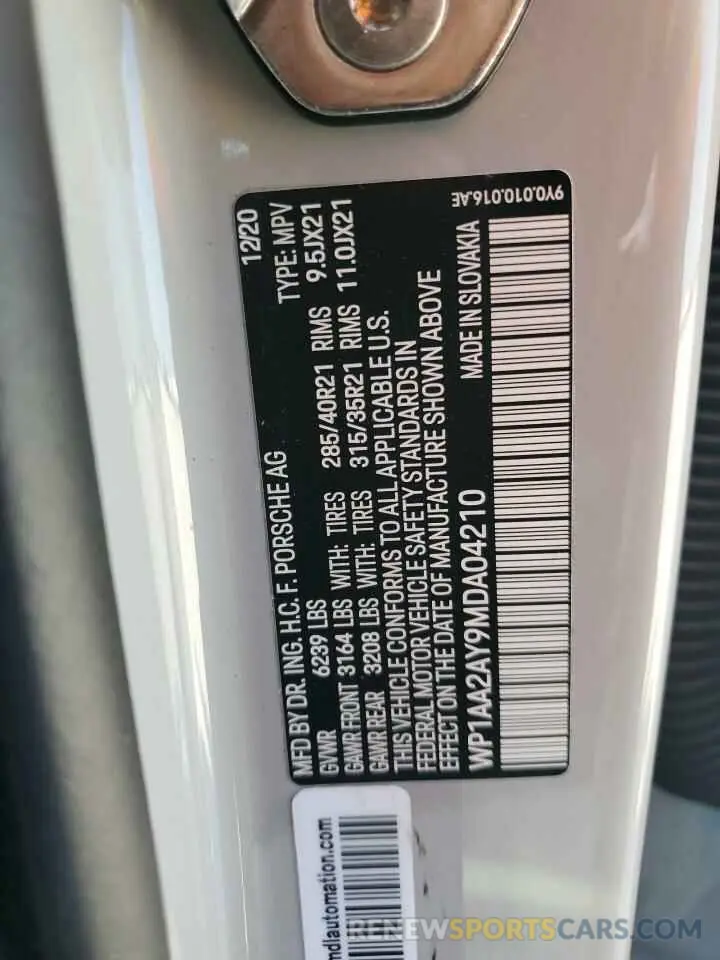 MFD BY DR. ING. H.C. F. PORSCHE AG 12/20
GVWR 6239 LBS TYPE: MPV
GAWR FRONT 3164 LBS WITH: TIRES 285/40R21 RIMS 9.5JX21
GAWR REAR 3208 LBS WITH: TIRES 315/35R21 RIMS 11.0JX21
THIS VEHICLE CONFORMS TO ALL APPLICABLE U.S.
FEDERAL MOTOR VEHICLE SAFETY STANDARDS IN
EFFECT ON THE DATE OF MANUFACTURE SHOWN ABOVE
WP1AA2AY9MDA04210 MADE IN SLOVAKIA
9Y0.010.016.AE
mdiautomation.com
RENEWSPORTSCARS.COM